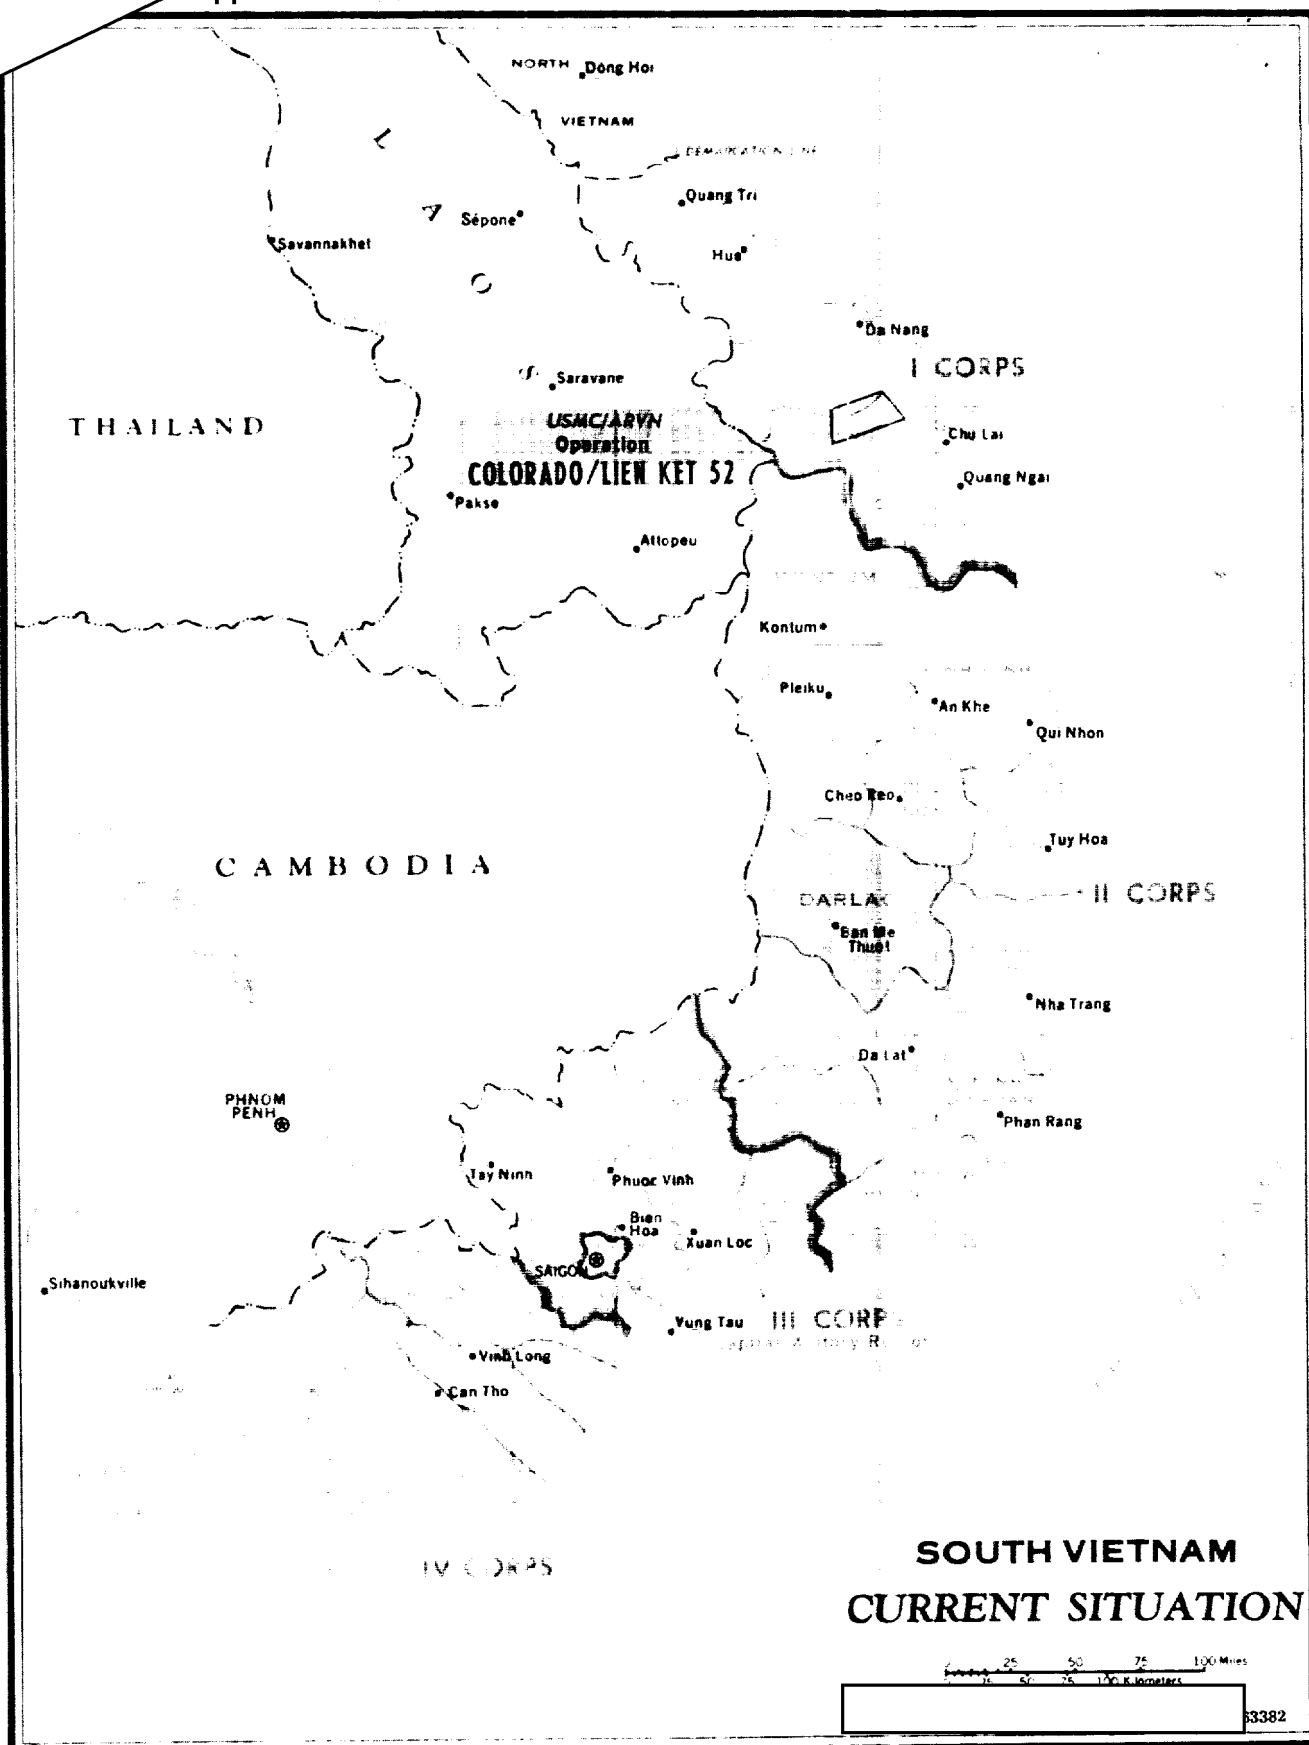 NORTH
Dong Hoi
VIETNAM
DEMARCATION LINE
L
A
O
S
Quang Tri
Sépone
Savannakhet
Hue
Da Nang
I CORPS
Saravane
THAILAND
USMC/ARVN
Operation
COLORADO/LIEN KET 52
Chu Lai
Quang Ngai
Pakse
Attopeu
Kontum
Pleiku
An Khe
Qui Nhon
Cheo Reo
Tuy Hoa
CAMBODIA
DARLAC
II CORPS
Ban Me
Thuot
Nha Trang
Da Lat
PHNOM
PENH
Phan Rang
Tay Ninh
Phuoc Vinh
Bien
Hoa
Xuan Loc
SAIGON
Sihanoukville
Vung Tau
III CORPS
Vinh Long
Can Tho
IV CORPS
SOUTH VIETNAM
CURRENT SITUATION
25 50 75 100 Miles
25 50 75 100 Kilometers
63382